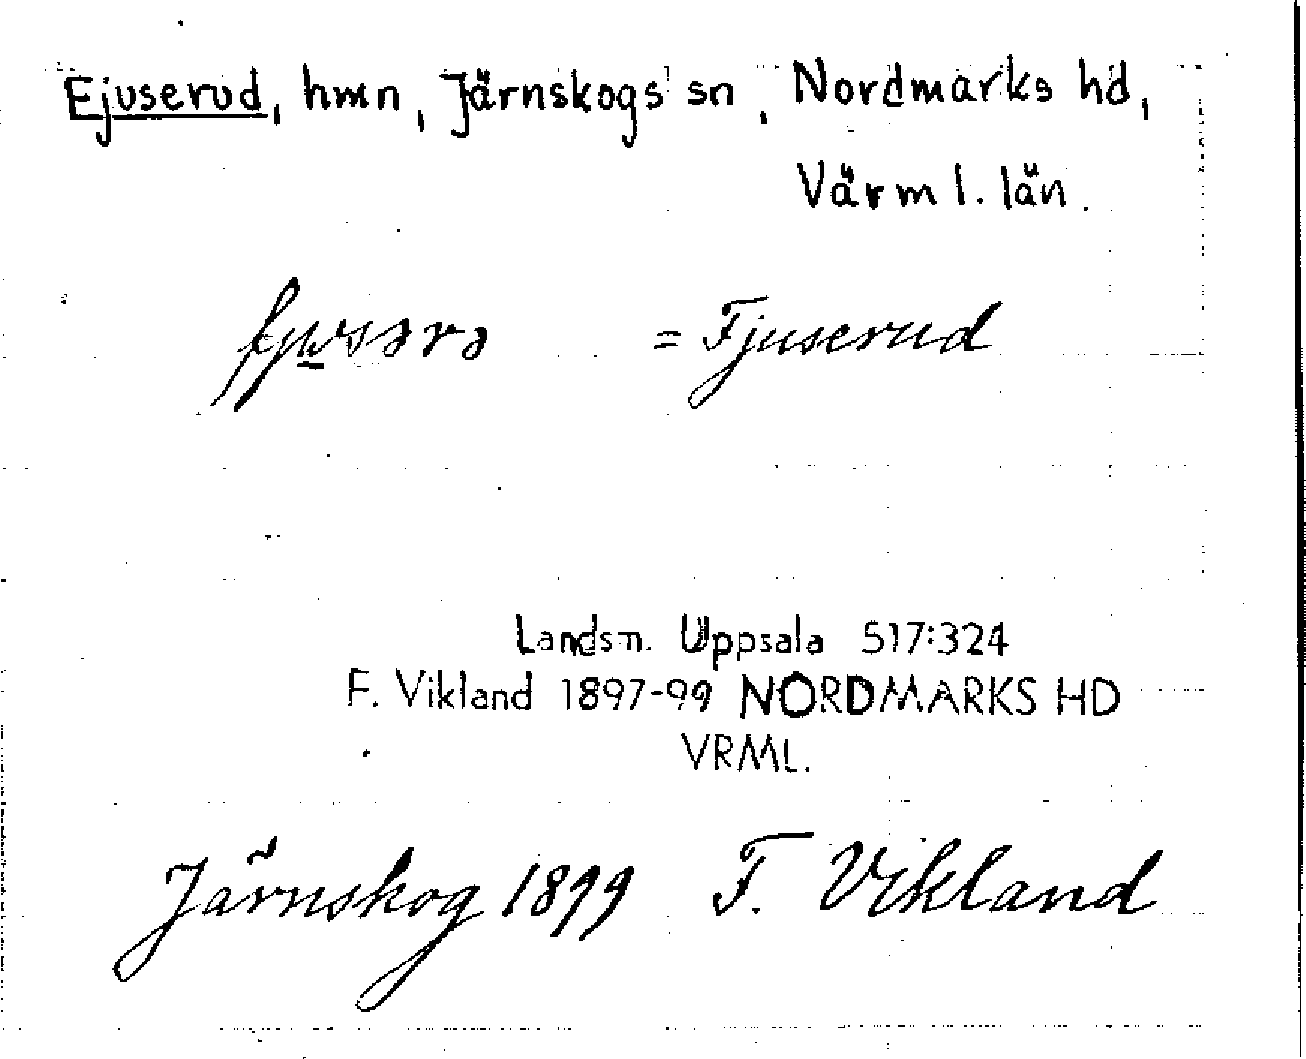 Fjuserud, hmn, Järnskogs sn, Nordmarks hd,
Värml. län.
= Fjuserud
Landsm. Uppsala 517:324
F. Vikland 1897-99 NORDMARKS HD
VRML.
Järnskog 1899 F. Vikland